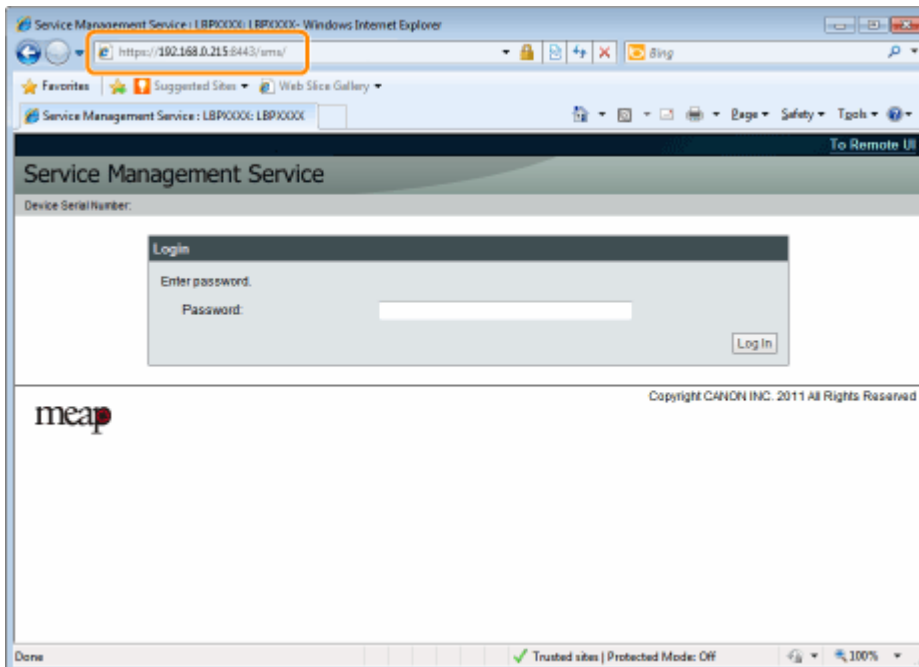 Service Management Service : LBPXXXX: LBPXXXX- Windows Internet Explorer
https://192.168.0.215:8443/sms/
Bing
Favorites Suggested Sites Web Slice Gallery
Service Management Service : LBPXXXX: LBPXXXX
Page Safety Tools
To Remote UI
Service Management Service
Device Serial Number:
Login
Enter password.
Password:
Log In
Copyright CANON INC. 2011 All Rights Reserved
meap
Done
Trusted sites | Protected Mode: Off
100%